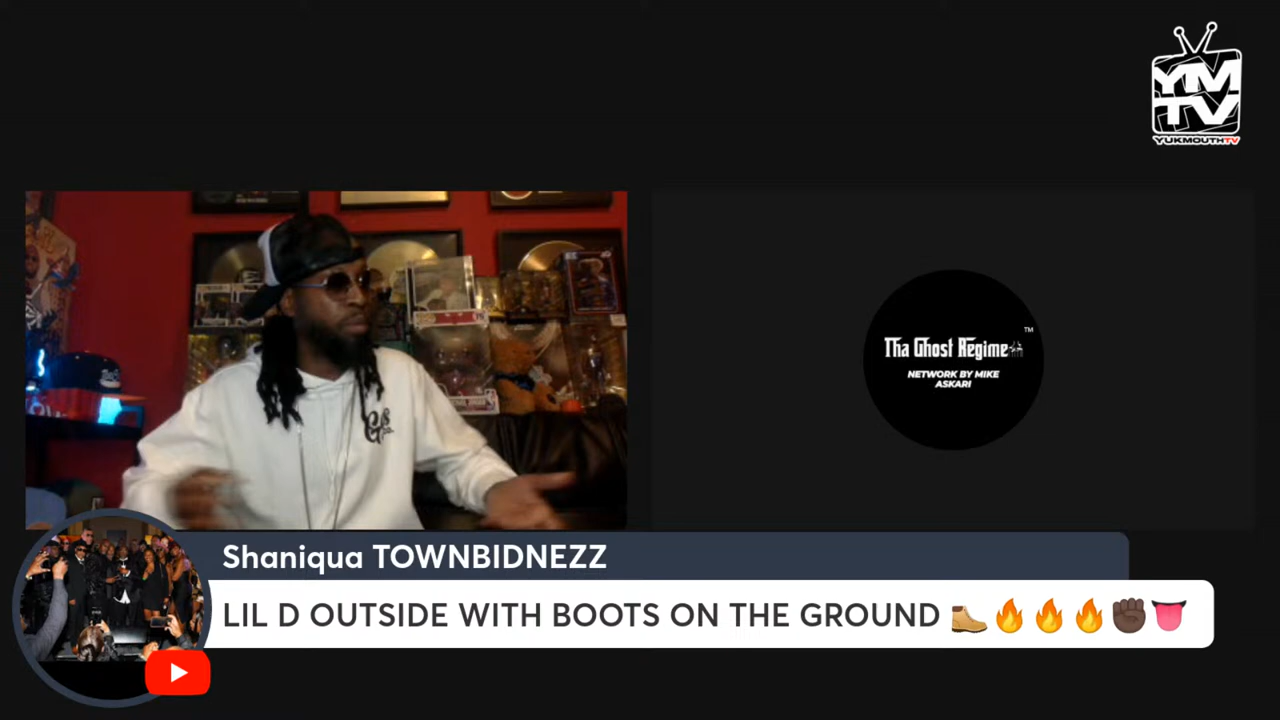 YM
TV
YUKMOUTHTV
Tha Ghost Regime ™
NETWORK BY MIKE
ASKARI
Shaniqua TOWNBIDNEZZ
LIL D OUTSIDE WITH BOOTS ON THE GROUND 🥾🔥🔥🔥✊🏿👅